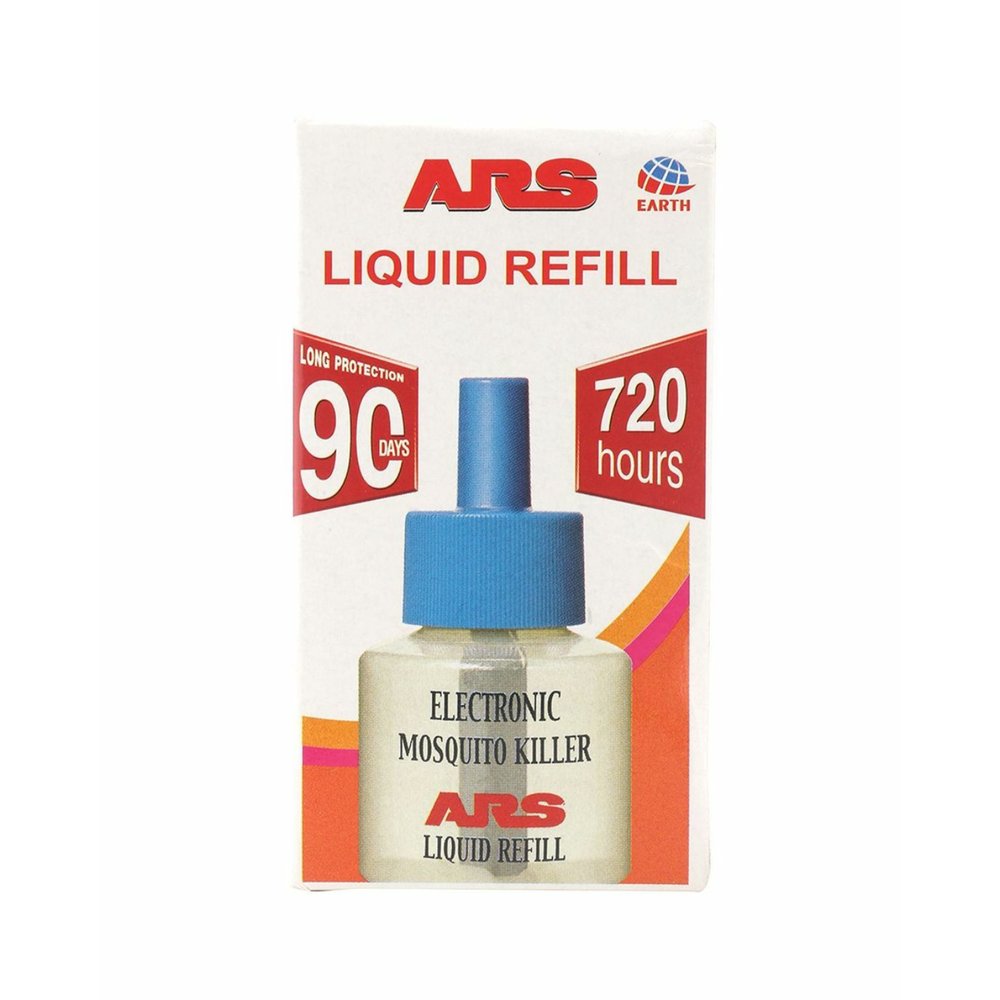 ARS
EARTH
LIQUID REFILL
LONG PROTECTION
90
DAYS
720
hours
ELECTRONIC
MOSQUITO KILLER
ARS
LIQUID REFILL